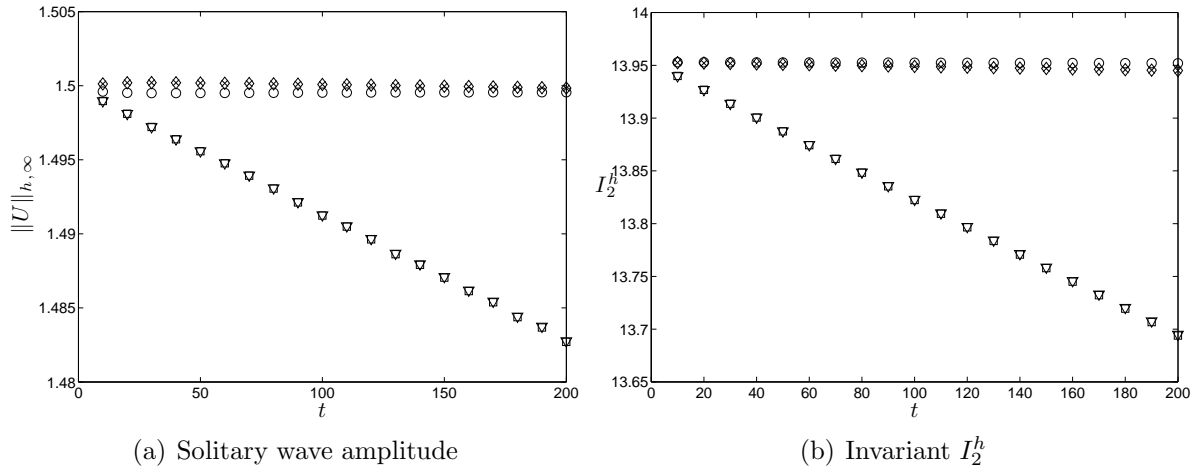 1.505
1.5
1.495
1.49
1.485
1.48
‖U‖h,∞
0 50 100 150 200
t
(a) Solitary wave amplitude
14
13.95
13.9
13.85
13.8
13.75
13.7
13.65
I₂ʰ
0 20 40 60 80 100 120 140 160 180 200
t
(b) Invariant I₂ʰ